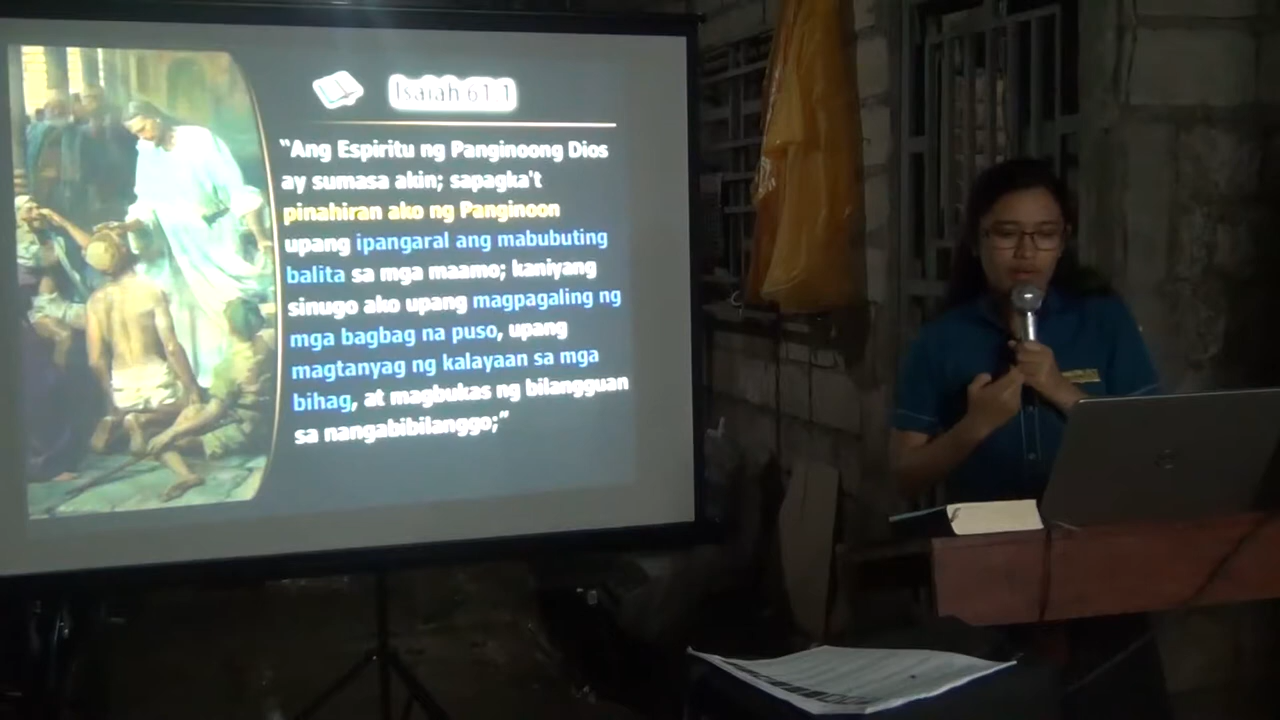 Isaiah 61:1
“Ang Espiritu ng Panginoong Dios
ay sumasa akin; sapagka't
pinahiran ako ng Panginoon
upang ipangaral ang mabubuting
balita sa mga maamo; kaniyang
sinugo ako upang magpagaling ng
mga bagbag na puso, upang
magtanyag ng kalayaan sa mga
bihag, at magbukas ng bilangguan
sa nangabibilanggo;”